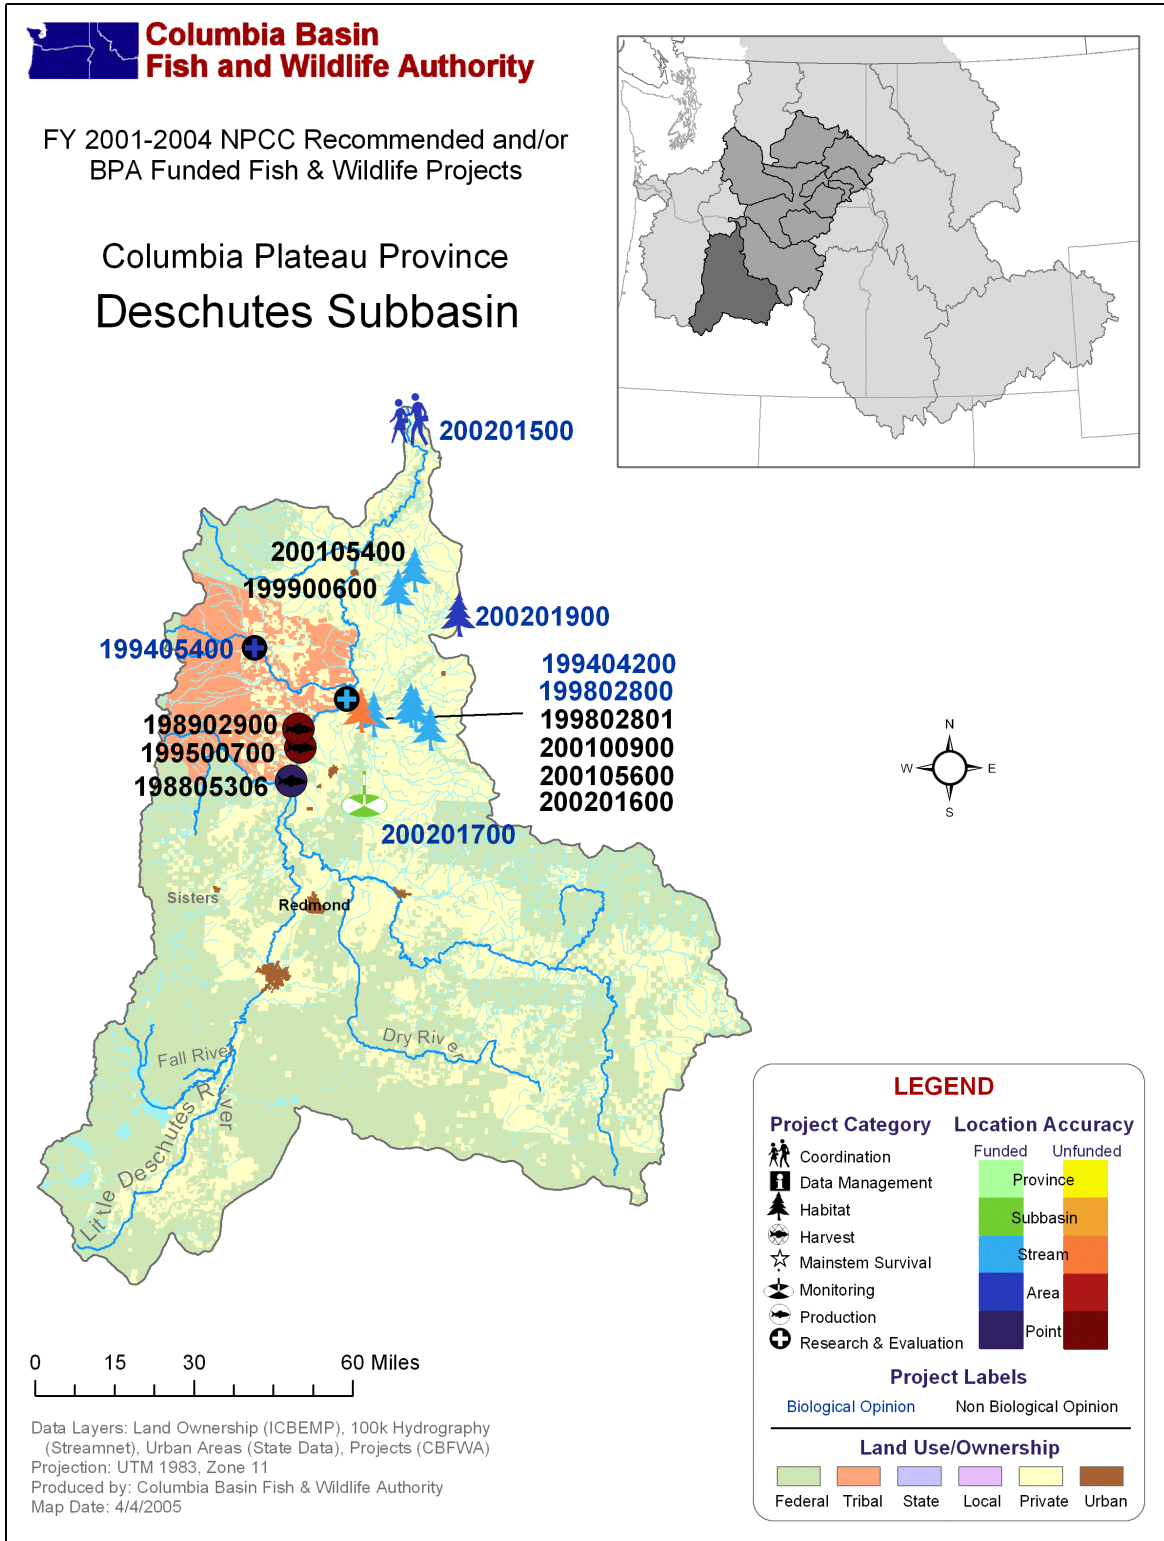 Columbia Basin
Fish and Wildlife Authority
FY 2001-2004 NPCC Recommended and/or
BPA Funded Fish & Wildlife Projects
Columbia Plateau Province
Deschutes Subbasin
200201500
200105400
199900600
200201900
199405400
199404200
199802800
199802801
200100900
200105600
200201600
198902900
199500700
198805306
200201700
N
W E
S
Sisters
Redmond
Dry River
Fall River
Little Deschutes River
LEGEND
Project Category
Coordination
Data Management
Habitat
Harvest
Mainstem Survival
Monitoring
Production
Research & Evaluation
Location Accuracy
Funded Unfunded
Province
Subbasin
Stream
Area
Point
Project Labels
Biological Opinion Non Biological Opinion
Land Use/Ownership
Federal Tribal State Local Private Urban
0 15 30 60 Miles
Data Layers: Land Ownership (ICBEMP), 100k Hydrography
(Streamnet), Urban Areas (State Data), Projects (CBFWA)
Projection: UTM 1983, Zone 11
Produced by: Columbia Basin Fish & Wildlife Authority
Map Date: 4/4/2005